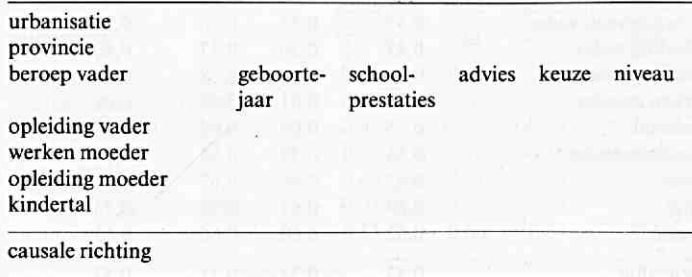 urbanisatie
provincie
beroep vader geboorte- school- advies keuze niveau
jaar prestaties
opleiding vader
werken moeder
opleiding moeder
kindertal
causale richting